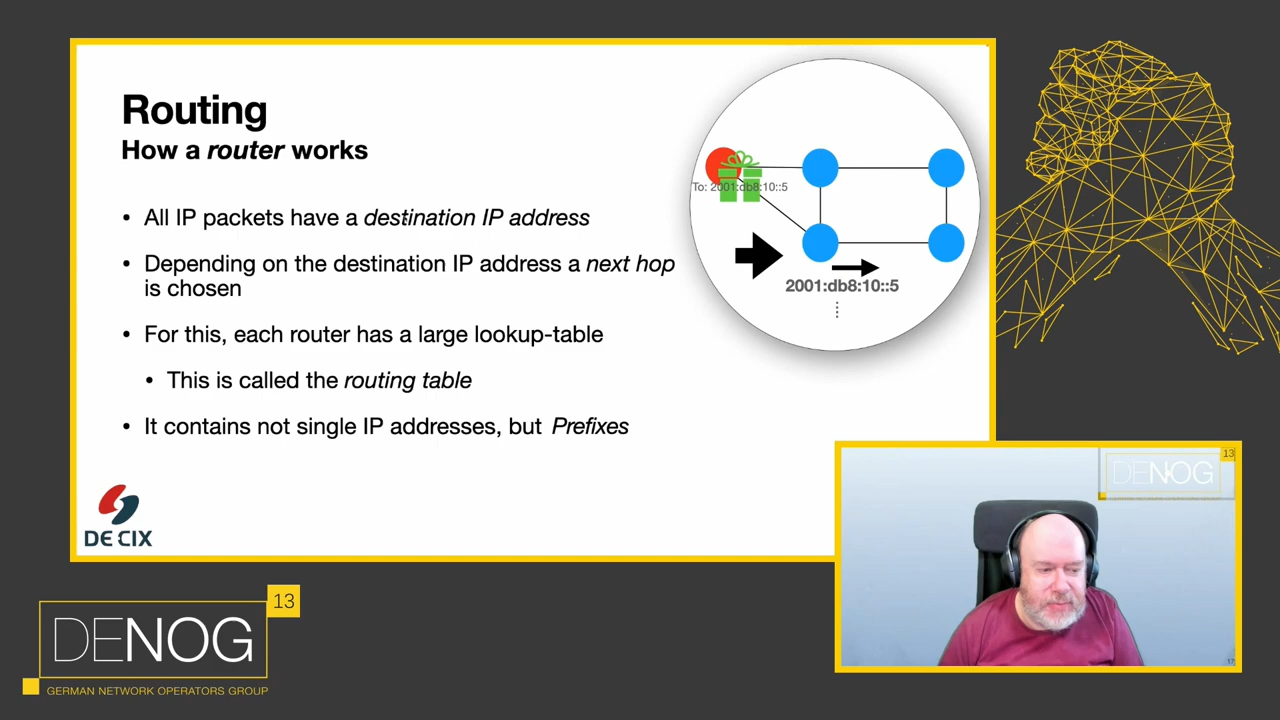 Routing
How a router works
• All IP packets have a destination IP address
• Depending on the destination IP address a next hop
is chosen
• For this, each router has a large lookup-table
• This is called the routing table
• It contains not single IP addresses, but Prefixes
To: 2001:db8:10::5
2001:db8:10::5
DE CIX
DENOG
13
GERMAN NETWORK OPERATORS GROUP
DENOG
13